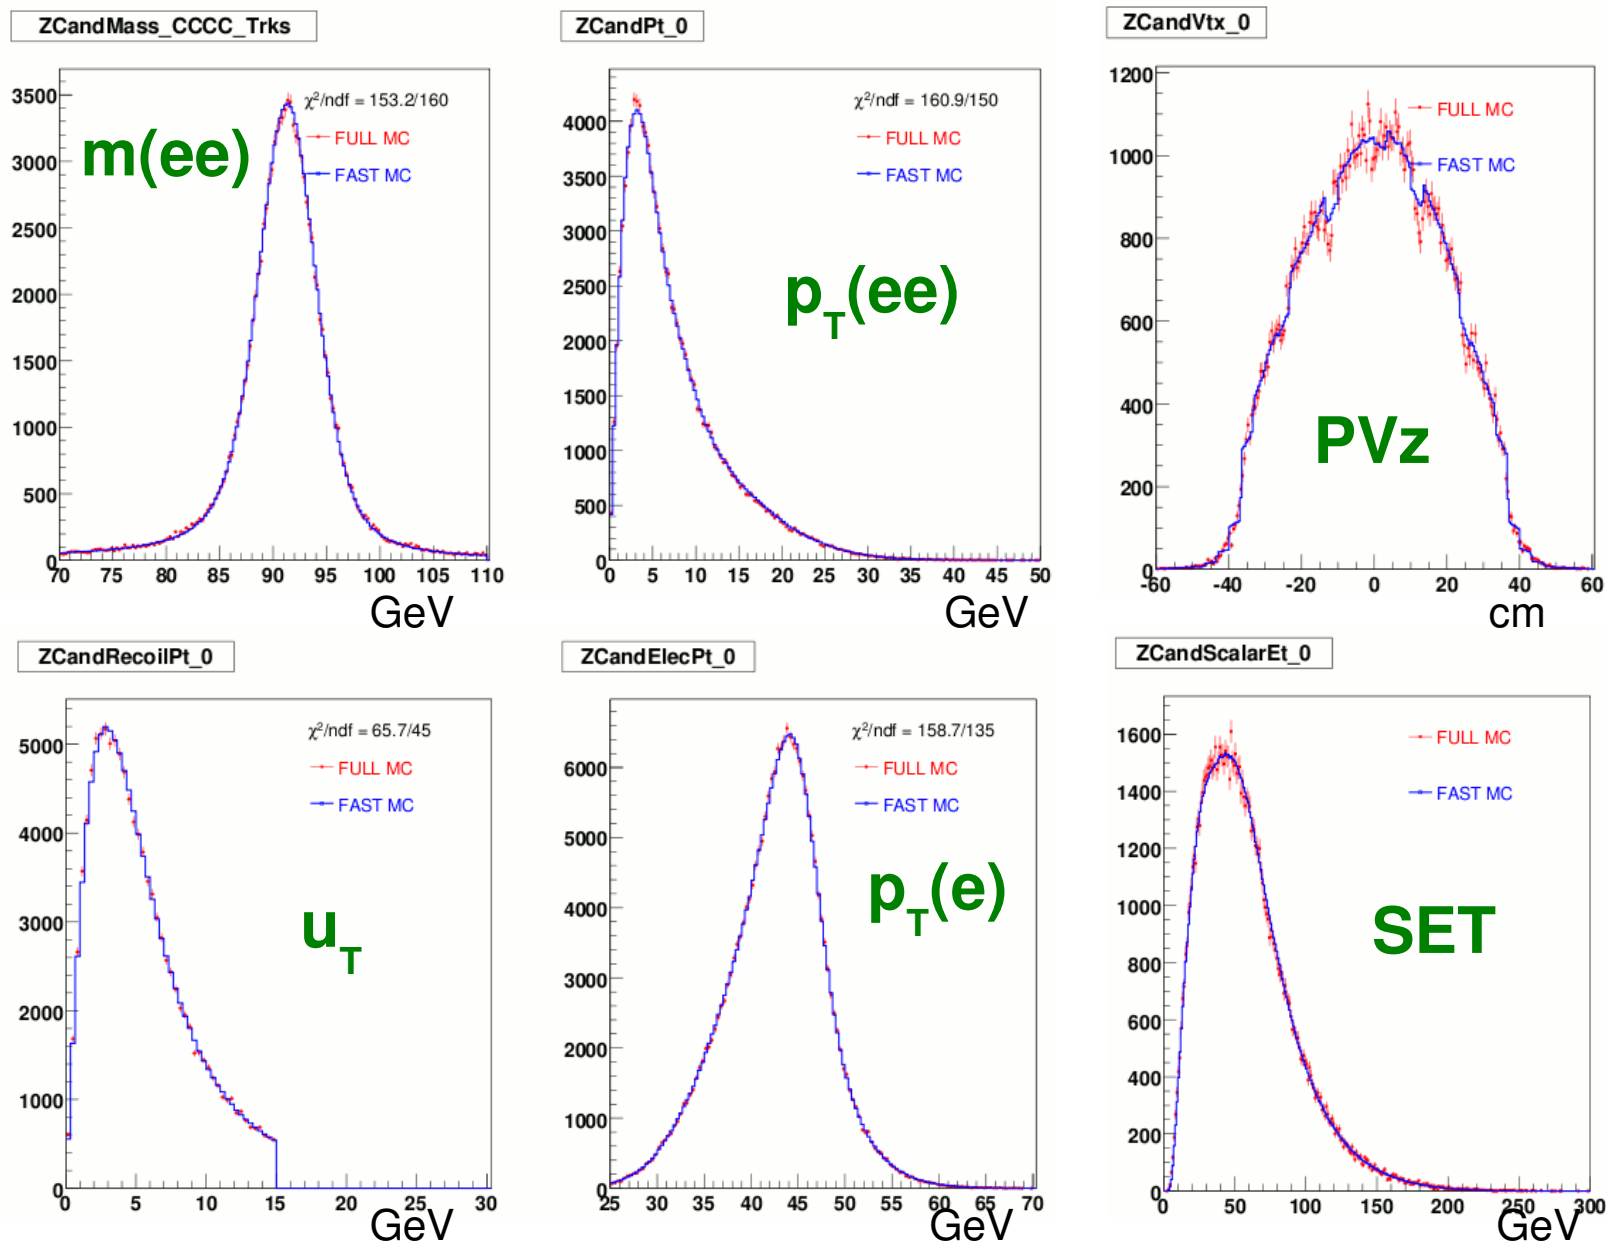 ZCandMass_CCCC_Trks
χ²/ndf = 153.2/160
FULL MC
FAST MC
m(ee)
3500
3000
2500
2000
1500
1000
500
0
70 75 80 85 90 95 100 105 110
GeV
ZCandPt_0
χ²/ndf = 160.9/150
FULL MC
FAST MC
p_T(ee)
4000
3500
3000
2500
2000
1500
1000
500
0
0 5 10 15 20 25 30 35 40 45 50
GeV
ZCandVtx_0
FULL MC
FAST MC
PVz
1200
1000
800
600
400
200
0
-60 -40 -20 0 20 40 60
cm
ZCandRecoilPt_0
χ²/ndf = 65.7/45
FULL MC
FAST MC
u_T
5000
4000
3000
2000
1000
0
0 5 10 15 20 25 30
GeV
ZCandElecPt_0
χ²/ndf = 158.7/135
FULL MC
FAST MC
p_T(e)
6000
5000
4000
3000
2000
1000
0
25 30 35 40 45 50 55 60 65 70
GeV
ZCandScalarEt_0
FULL MC
FAST MC
SET
1600
1400
1200
1000
800
600
400
200
0
0 50 100 150 200 250 300
GeV